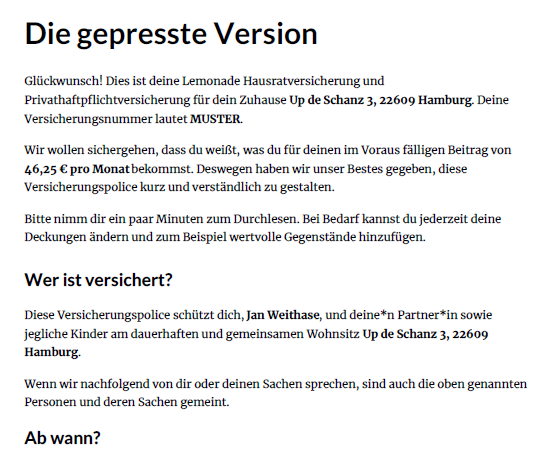 Die gepresste Version
Glückwunsch! Dies ist deine Lemonade Hausratversicherung und
Privathaftpflichtversicherung für dein Zuhause Up de Schanz 3, 22609 Hamburg. Deine
Versicherungsnummer lautet MUSTER.
Wir wollen sichergehen, dass du weißt, was du für deinen im Voraus fälligen Beitrag von
46,25 € pro Monat bekommst. Deswegen haben wir unser Bestes gegeben, diese
Versicherungspolice kurz und verständlich zu gestalten.
Bitte nimm dir ein paar Minuten zum Durchlesen. Bei Bedarf kannst du jederzeit deine
Deckungen ändern und zum Beispiel wertvolle Gegenstände hinzufügen.
Wer ist versichert?
Diese Versicherungspolice schützt dich, Jan Weithase, und deine*n Partner*in sowie
jegliche Kinder am dauerhaften und gemeinsamen Wohnsitz Up de Schanz 3, 22609
Hamburg.
Wenn wir nachfolgend von dir oder deinen Sachen sprechen, sind auch die oben genannten
Personen und deren Sachen gemeint.
Ab wann?